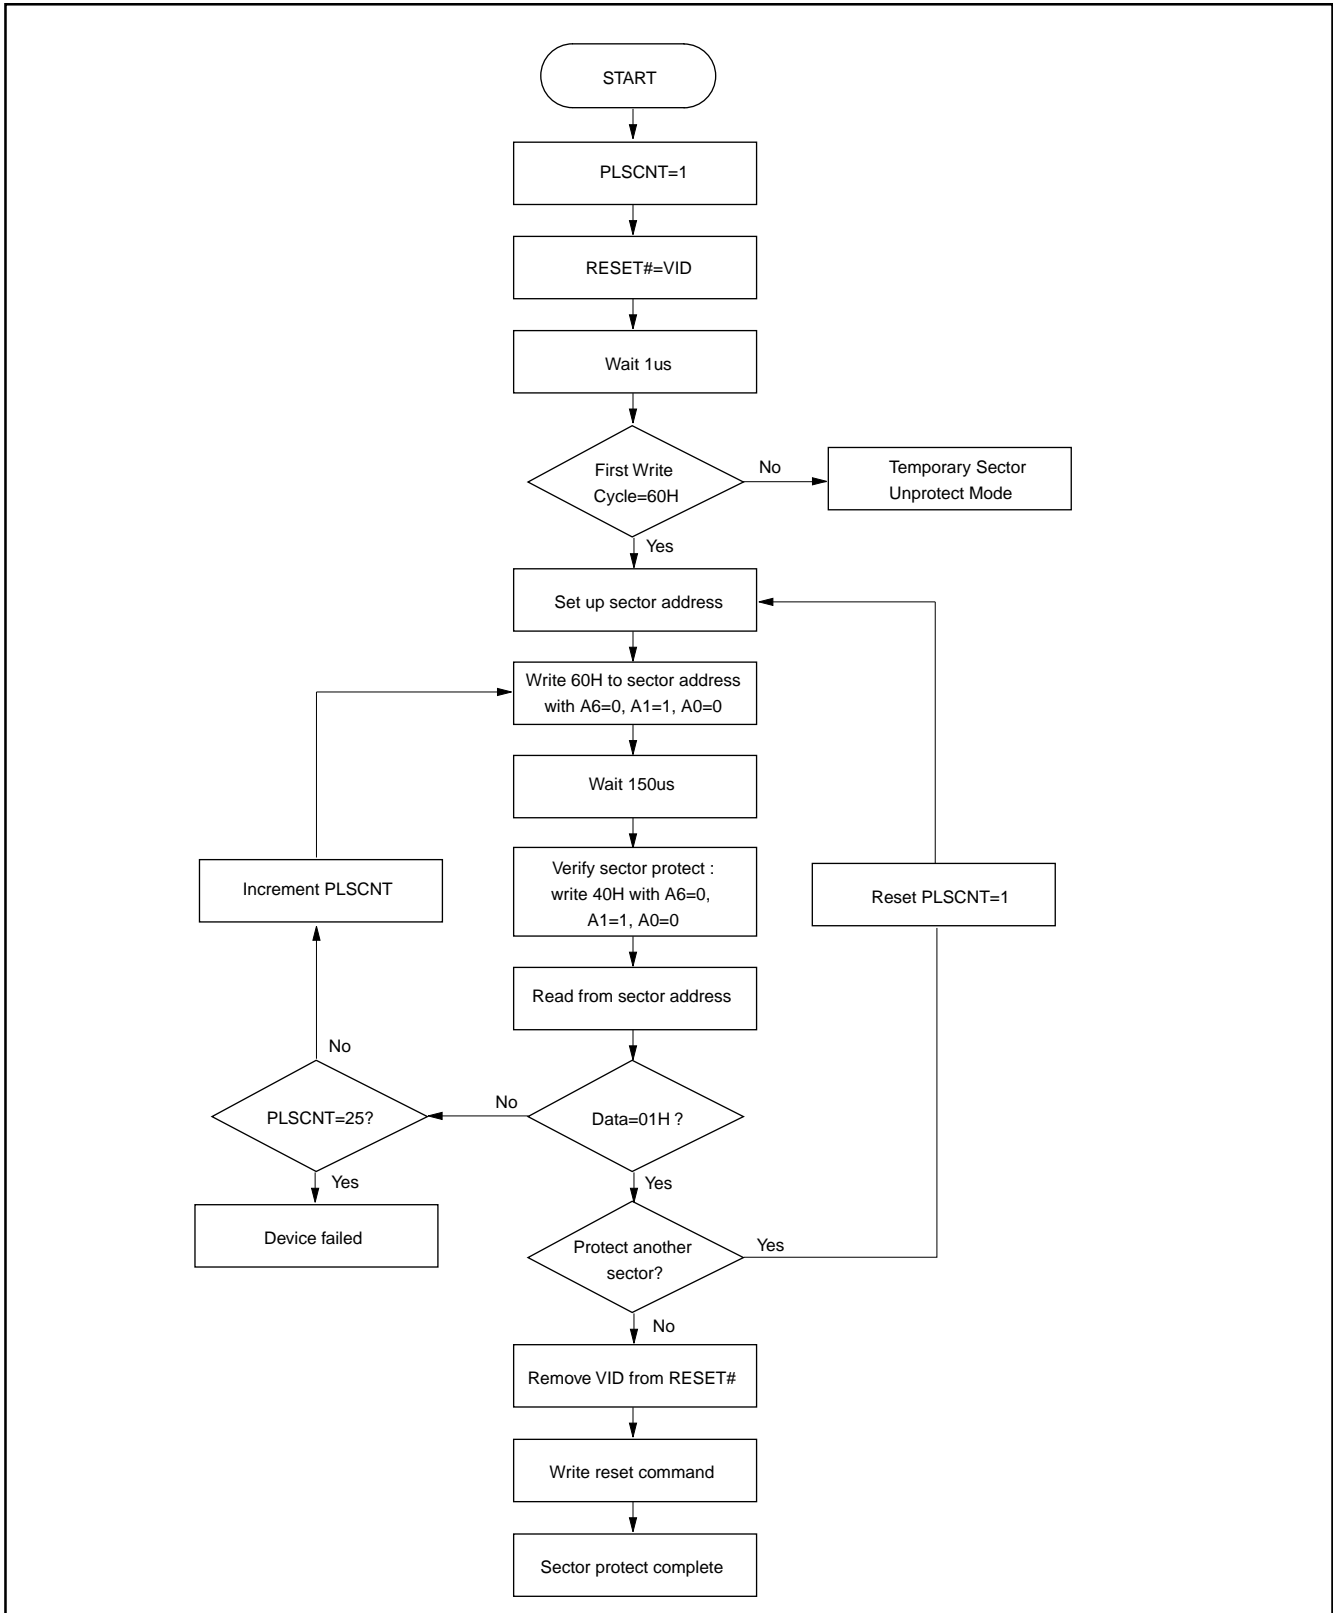 START
PLSCNT=1
RESET#=VID
Wait 1us
First Write
Cycle=60H
No
Temporary Sector
Unprotect Mode
Yes
Set up sector address
Write 60H to sector address
with A6=0, A1=1, A0=0
Wait 150us
Verify sector protect :
write 40H with A6=0,
A1=1, A0=0
Increment PLSCNT
Reset PLSCNT=1
Read from sector address
No
PLSCNT=25?
No
Data=01H ?
Yes
Yes
Device failed
Protect another
sector?
Yes
No
Remove VID from RESET#
Write reset command
Sector protect complete